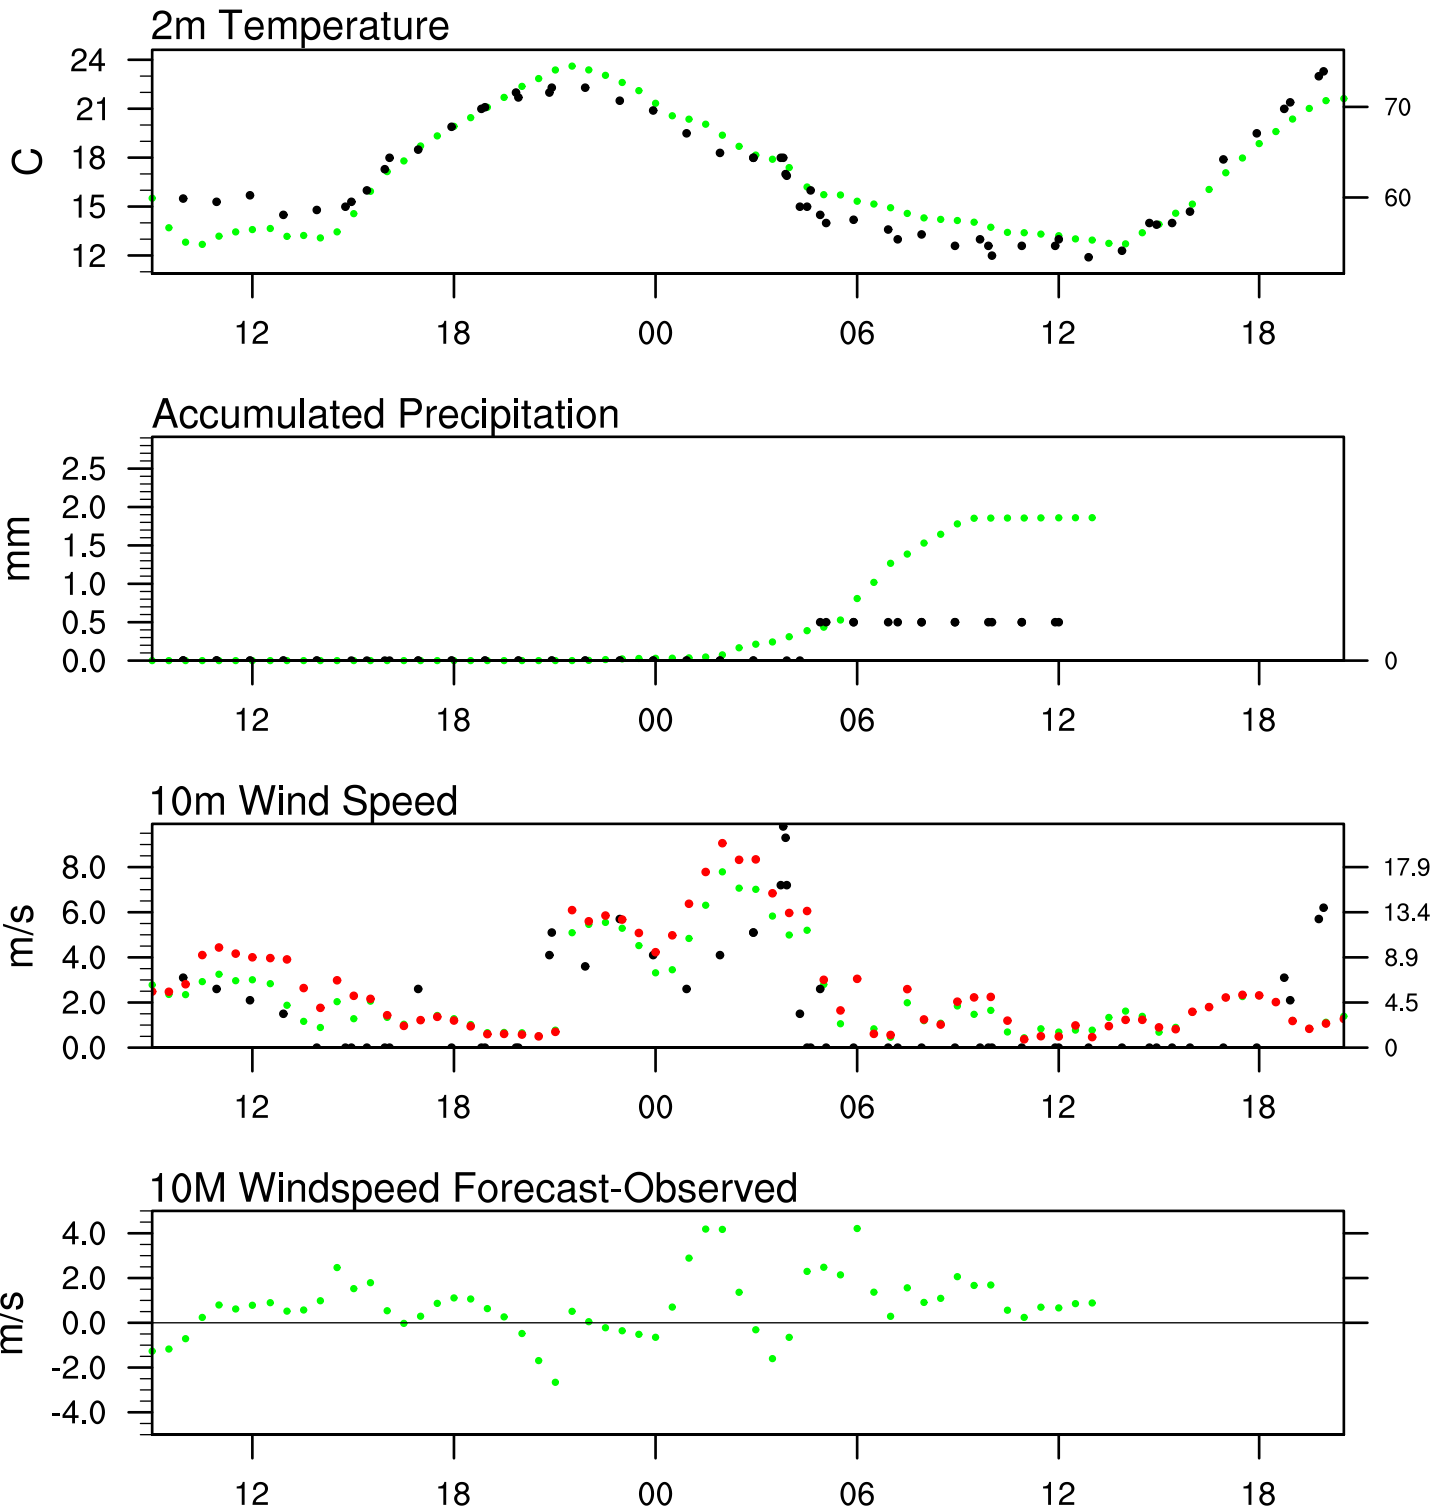 2m Temperature
24
21
70
C
18
15
60
12
12 18 00 06 12 18
Accumulated Precipitation
2.5
2.0
mm
1.5
1.0
0.5
0.0 0
12 18 00 06 12 18
10m Wind Speed
8.0 17.9
6.0 13.4
m/s
4.0 8.9
2.0 4.5
0.0 0
12 18 00 06 12 18
10M Windspeed Forecast-Observed
4.0
2.0
m/s
0.0
-2.0
-4.0
12 18 00 06 12 18